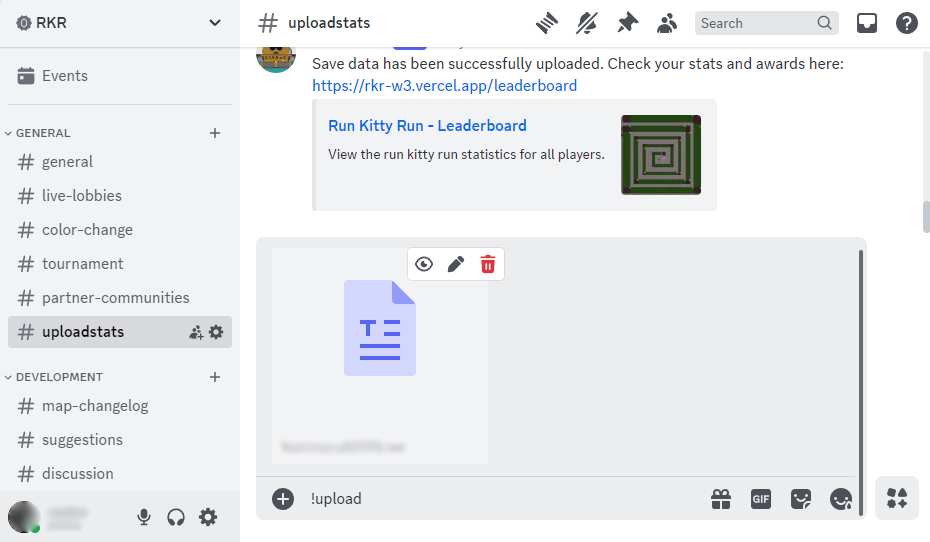 RKR
uploadstats
Search
Events
Save data has been successfully uploaded. Check your stats and awards here:
https://rkr-w3.vercel.app/leaderboard
Run Kitty Run - Leaderboard
View the run kitty run statistics for all players.
GENERAL
general
live-lobbies
color-change
tournament
partner-communities
uploadstats
DEVELOPMENT
map-changelog
suggestions
discussion
!upload
GIF